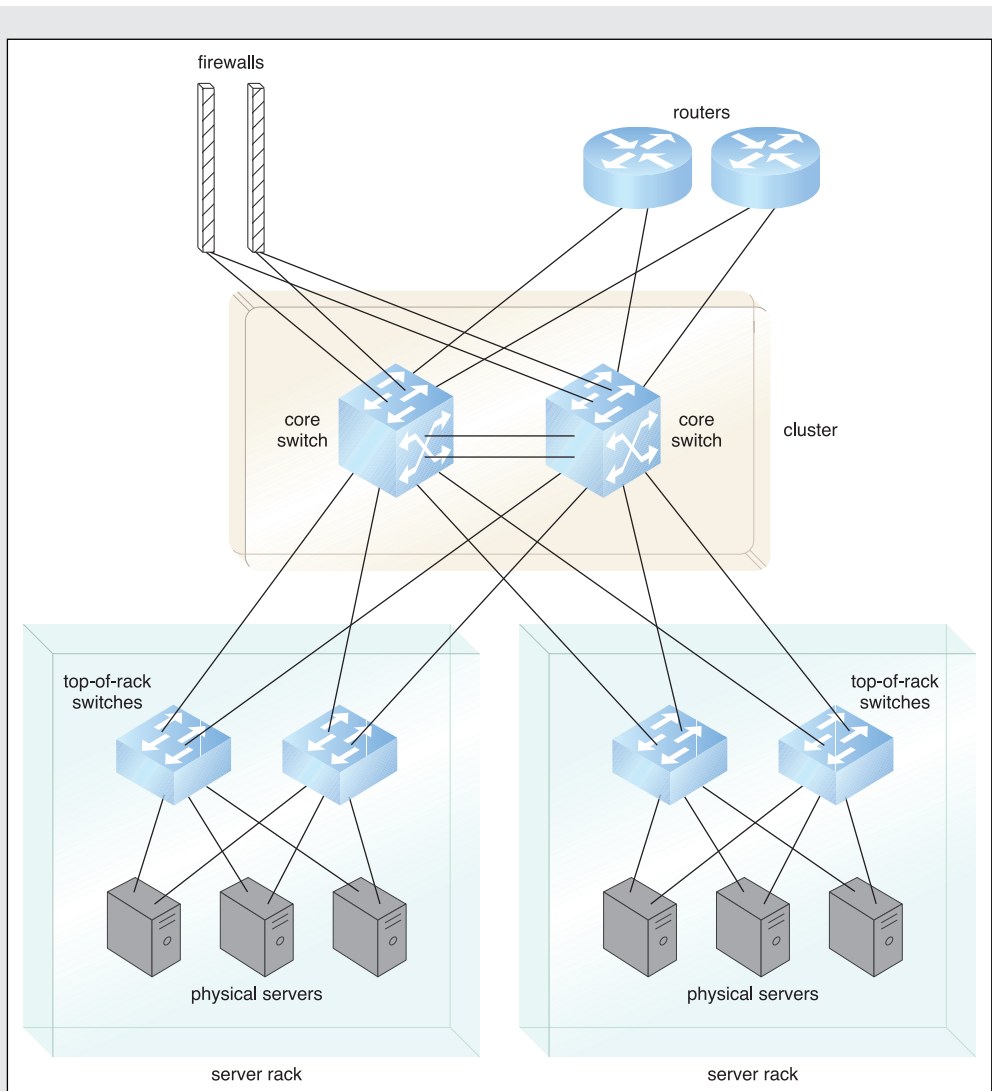 firewalls
routers
core
switch
core
switch
cluster
top-of-rack
switches
top-of-rack
switches
physical servers
physical servers
server rack
server rack